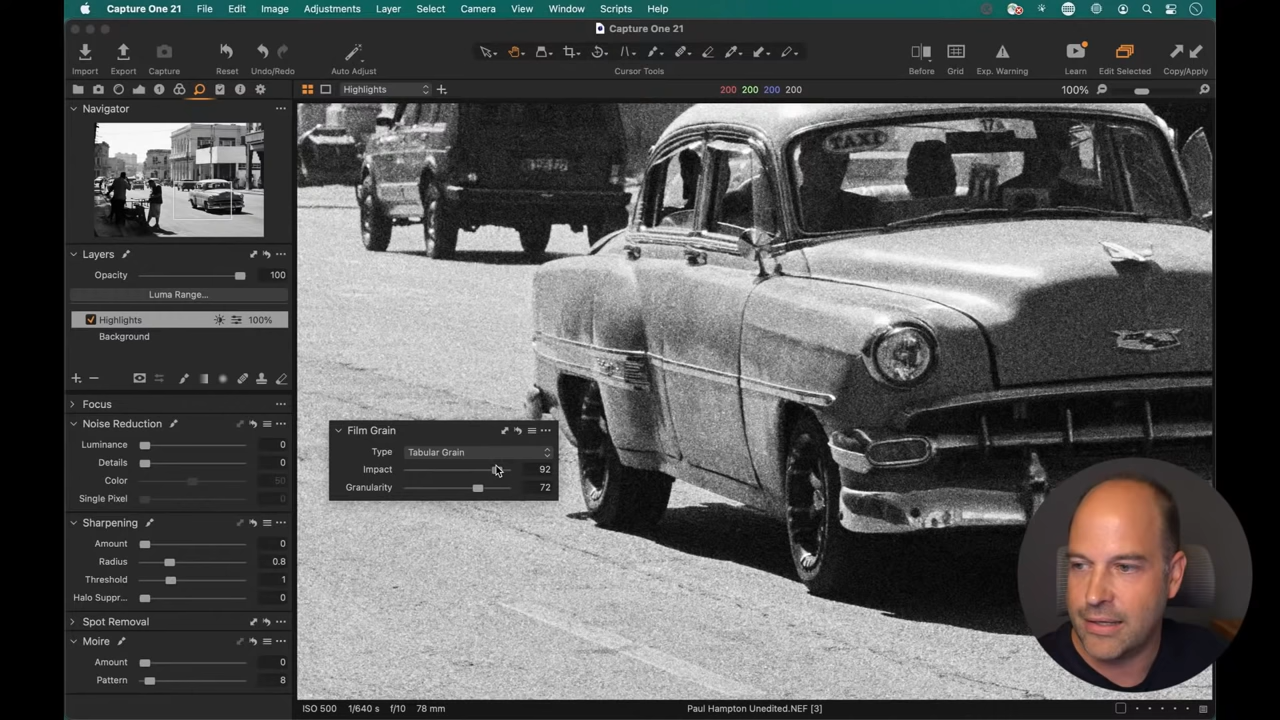 Capture One 21 File Edit Image Adjustments Layer Select Camera View Window Scripts Help
Capture One 21
Import Export Capture Reset Undo/Redo Auto Adjust Cursor Tools Before Grid Exp. Warning Learn Edit Selected Copy/Apply
Highlights 200 200 200 200 100%
Navigator
Layers
Opacity 100
Luma Range...
Highlights 100%
Background
Focus
Noise Reduction
Luminance 0
Details 0
Color 50
Single Pixel 0
Sharpening
Amount 0
Radius 0.8
Threshold 1
Halo Suppr... 0
Spot Removal
Moire
Amount 0
Pattern 8
Film Grain
Type Tabular Grain
Impact 92
Granularity 72
TAXI
ISO 500 1/640 s f/10 78 mm Paul Hampton Unedited.NEF [3]